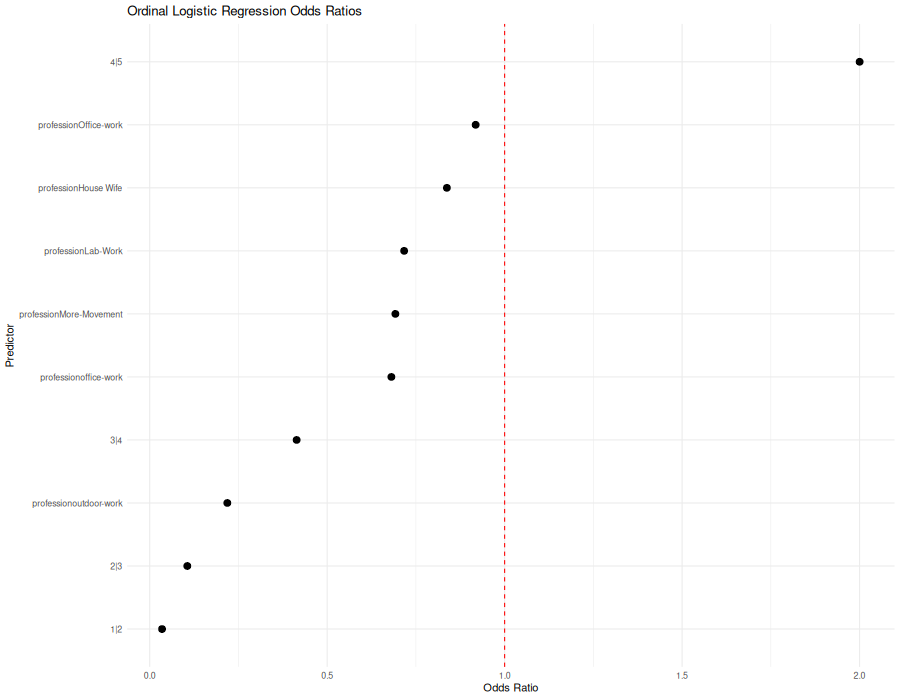 Ordinal Logistic Regression Odds Ratios
Predictor
4|5
professionOffice-work
professionHouse Wife
professionLab-Work
professionMore-Movement
professionoffice-work
3|4
professionoutdoor-work
2|3
1|2
0.0 0.5 1.0 1.5 2.0
Odds Ratio